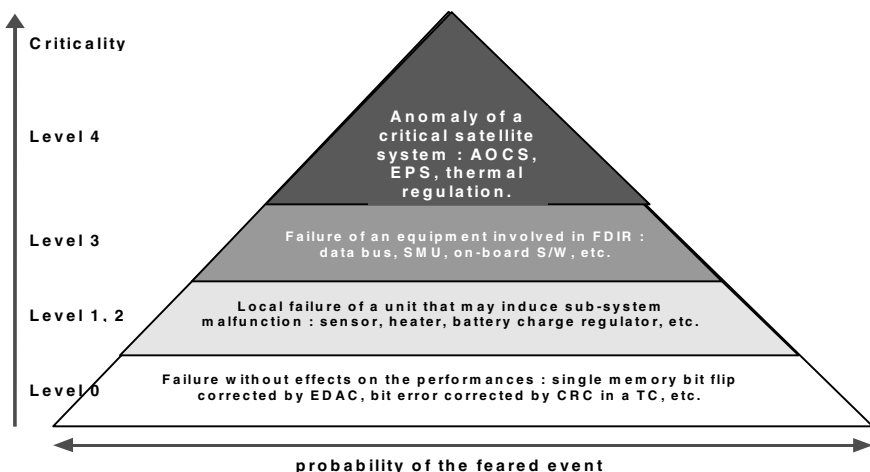 Criticality
Level 4
Anomaly of a
critical satellite
system : AOCS,
EPS, thermal
regulation.
Level 3
Failure of an equipment involved in FDIR :
data bus, SMU, on-board S/W, etc.
Level 1, 2
Local failure of a unit that may induce sub-system
malfunction : sensor, heater, battery charge regulator, etc.
Level 0
Failure without effects on the performances : single memory bit flip
corrected by EDAC, bit error corrected by CRC in a TC, etc.
probability of the feared event